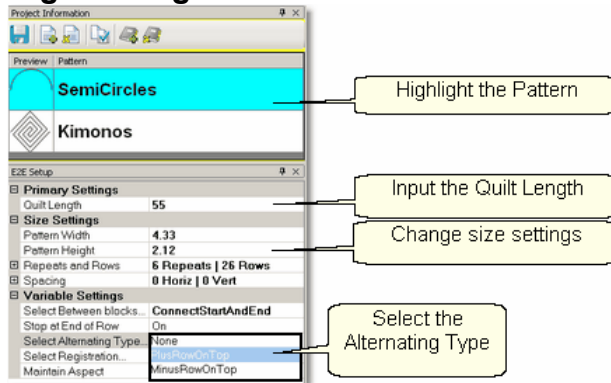 Project Information
Preview Pattern
SemiCircles
Highlight the Pattern
Kimonos
E2E Setup
Primary Settings
Quilt Length 55
Input the Quilt Length
Size Settings
Pattern Width 4.33
Pattern Height 2.12
Change size settings
Repeats and Rows 6 Repeats | 26 Rows
Spacing 0 Horiz | 0 Vert
Variable Settings
Select Between blocks... ConnectStartAndEnd
Stop at End of Row On
Select Alternating Type... None
PlusRowOnTop
Select the
Alternating Type
Select Registration...
MinusRowOnTop
Maintain Aspect